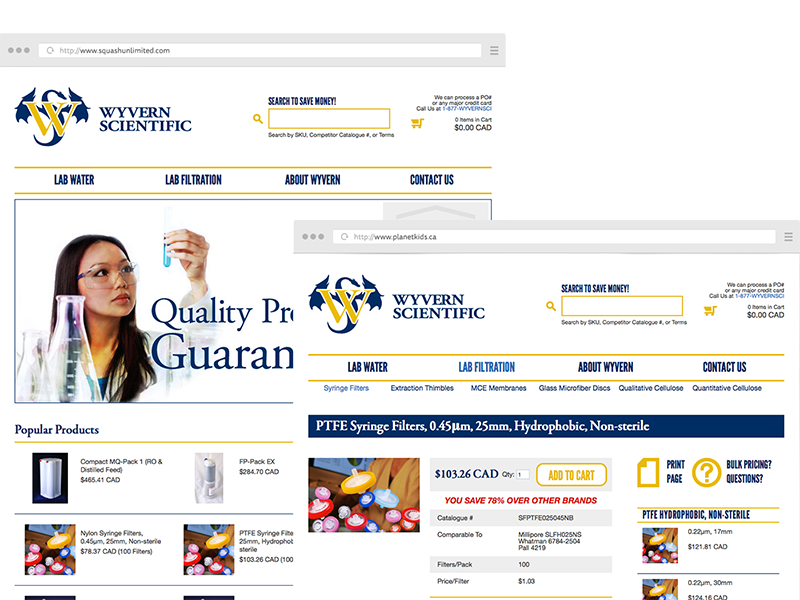 http://www.squashunlimited.com
WYVERN
SCIENTIFIC
SEARCH TO SAVE MONEY!
Search by SKU, Competitor Catalogue #, or Terms
We can process a PO#
or any major credit card
Call Us at 1-877-WYVERNSCI
0 Items in Cart
$0.00 CAD
LAB WATER
LAB FILTRATION
ABOUT WYVERN
CONTACT US
Quality Pro
Guaran
Popular Products
Compact MQ-Pack 1 (RO &
Distilled Feed)
$465.41 CAD
FP-Pack EX
$284.70 CAD
Nylon Syringe Filters,
0.45µm, 25mm, Non-sterile
$78.37 CAD (100 Filters)
PTFE Syringe Filte
25mm, Hydrophobic
sterile
$103.26 CAD (100
http://www.planetkids.ca
WYVERN
SCIENTIFIC
SEARCH TO SAVE MONEY!
Search by SKU, Competitor Catalogue #, or Terms
We can process a PO#
or any major credit card
Call Us at 1-877-WYVERNSCI
0 Items in Cart
$0.00 CAD
LAB WATER
LAB FILTRATION
ABOUT WYVERN
CONTACT US
Syringe Filters
Extraction Thimbles
MCE Membranes
Glass Microfiber Discs
Qualitative Cellulose
Quantitative Cellulose
PTFE Syringe Filters, 0.45µm, 25mm, Hydrophobic, Non-sterile
$103.26 CAD Qty: 1
ADD TO CART
YOU SAVE 78% OVER OTHER BRANDS
Catalogue # SFPTFE025045NB
Comparable To Millipore SLFH025NS
Whatman 6784-2504
Pall 4219
Filters/Pack 100
Price/Filter $1.03
PRINT
PAGE
BULK PRICING?
QUESTIONS?
PTFE HYDROPHOBIC, NON-STERILE
0.22µm, 17mm
$121.81 CAD
0.22µm, 30mm
$124.16 CAD